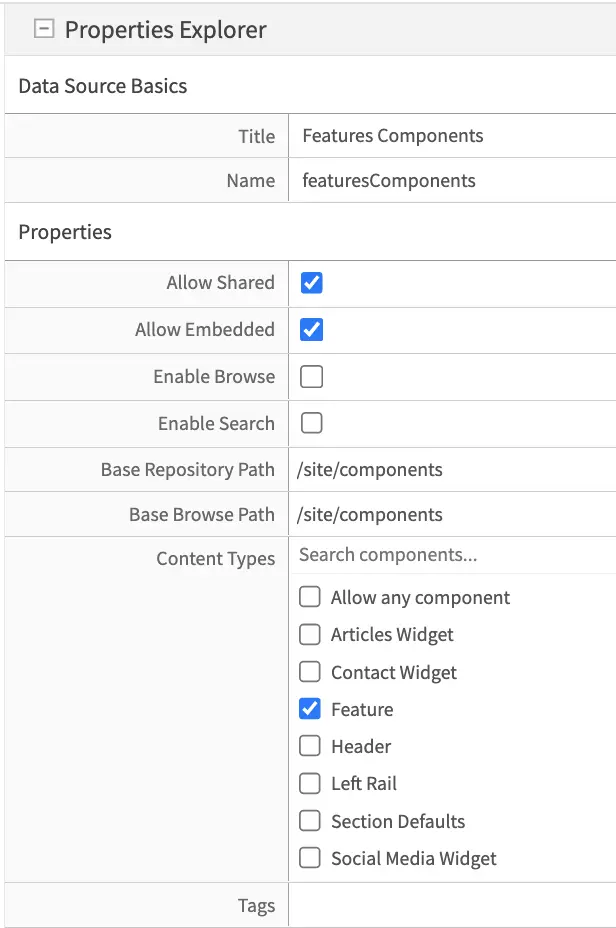 Properties Explorer
Data Source Basics
Title Features Components
Name featuresComponents
Properties
Allow Shared
Allow Embedded
Enable Browse
Enable Search
Base Repository Path /site/components
Base Browse Path /site/components
Content Types Search components...
Allow any component
Articles Widget
Contact Widget
Feature
Header
Left Rail
Section Defaults
Social Media Widget
Tags